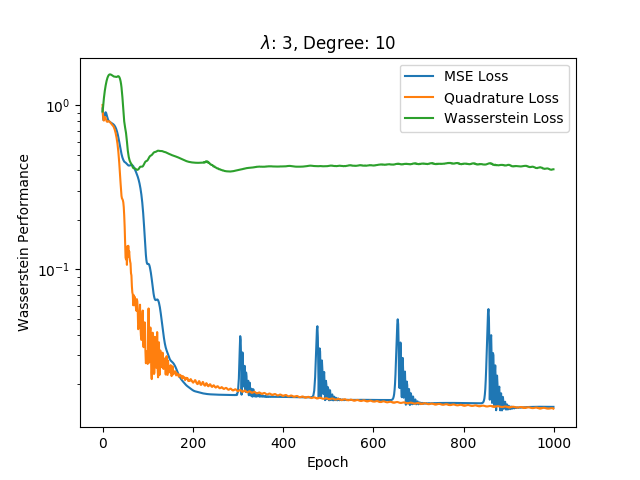 λ: 3, Degree: 10
MSE Loss
Quadrature Loss
Wasserstein Loss
Wasserstein Performance
10⁰
10⁻¹
0 200 400 600 800 1000
Epoch